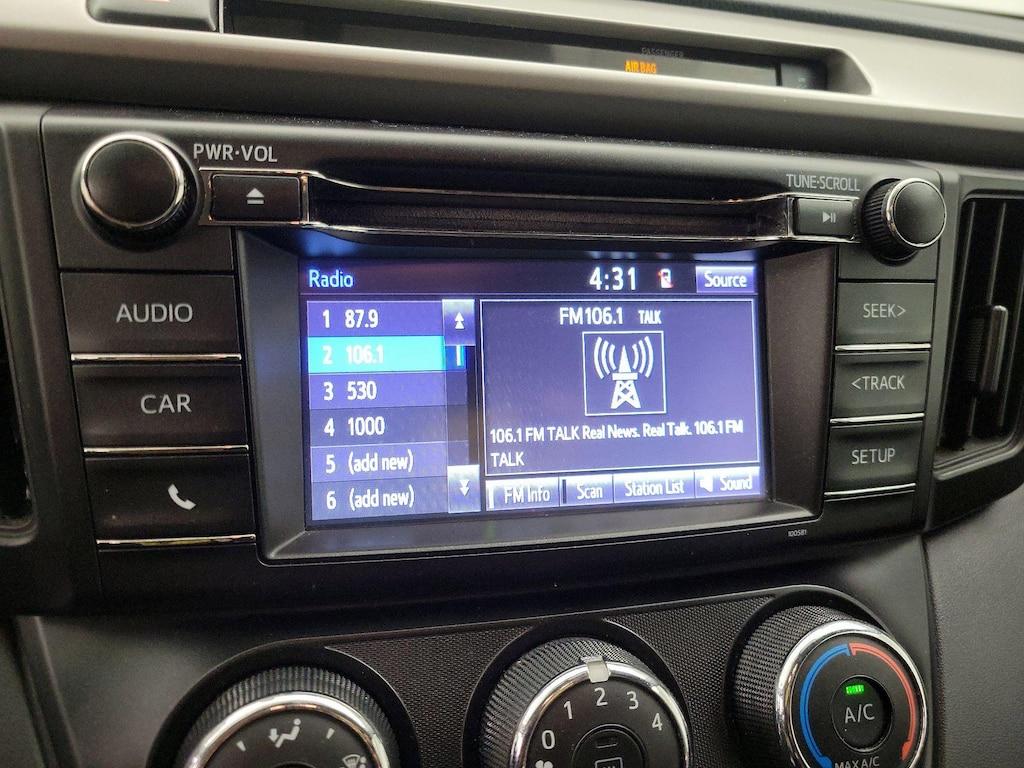 PASSENGER
AIR BAG
PWR·VOL
TUNE·SCROLL
AUDIO
CAR
Radio
4:31
Source
1 87.9
2 106.1
3 530
4 1000
5 (add new)
6 (add new)
FM106.1 TALK
106.1 FM TALK Real News. Real Talk. 106.1 FM
TALK
FM Info
Scan
Station List
Sound
SEEK>
<TRACK
SETUP
100581
0 1 2 3 4
A/C
MAX A/C